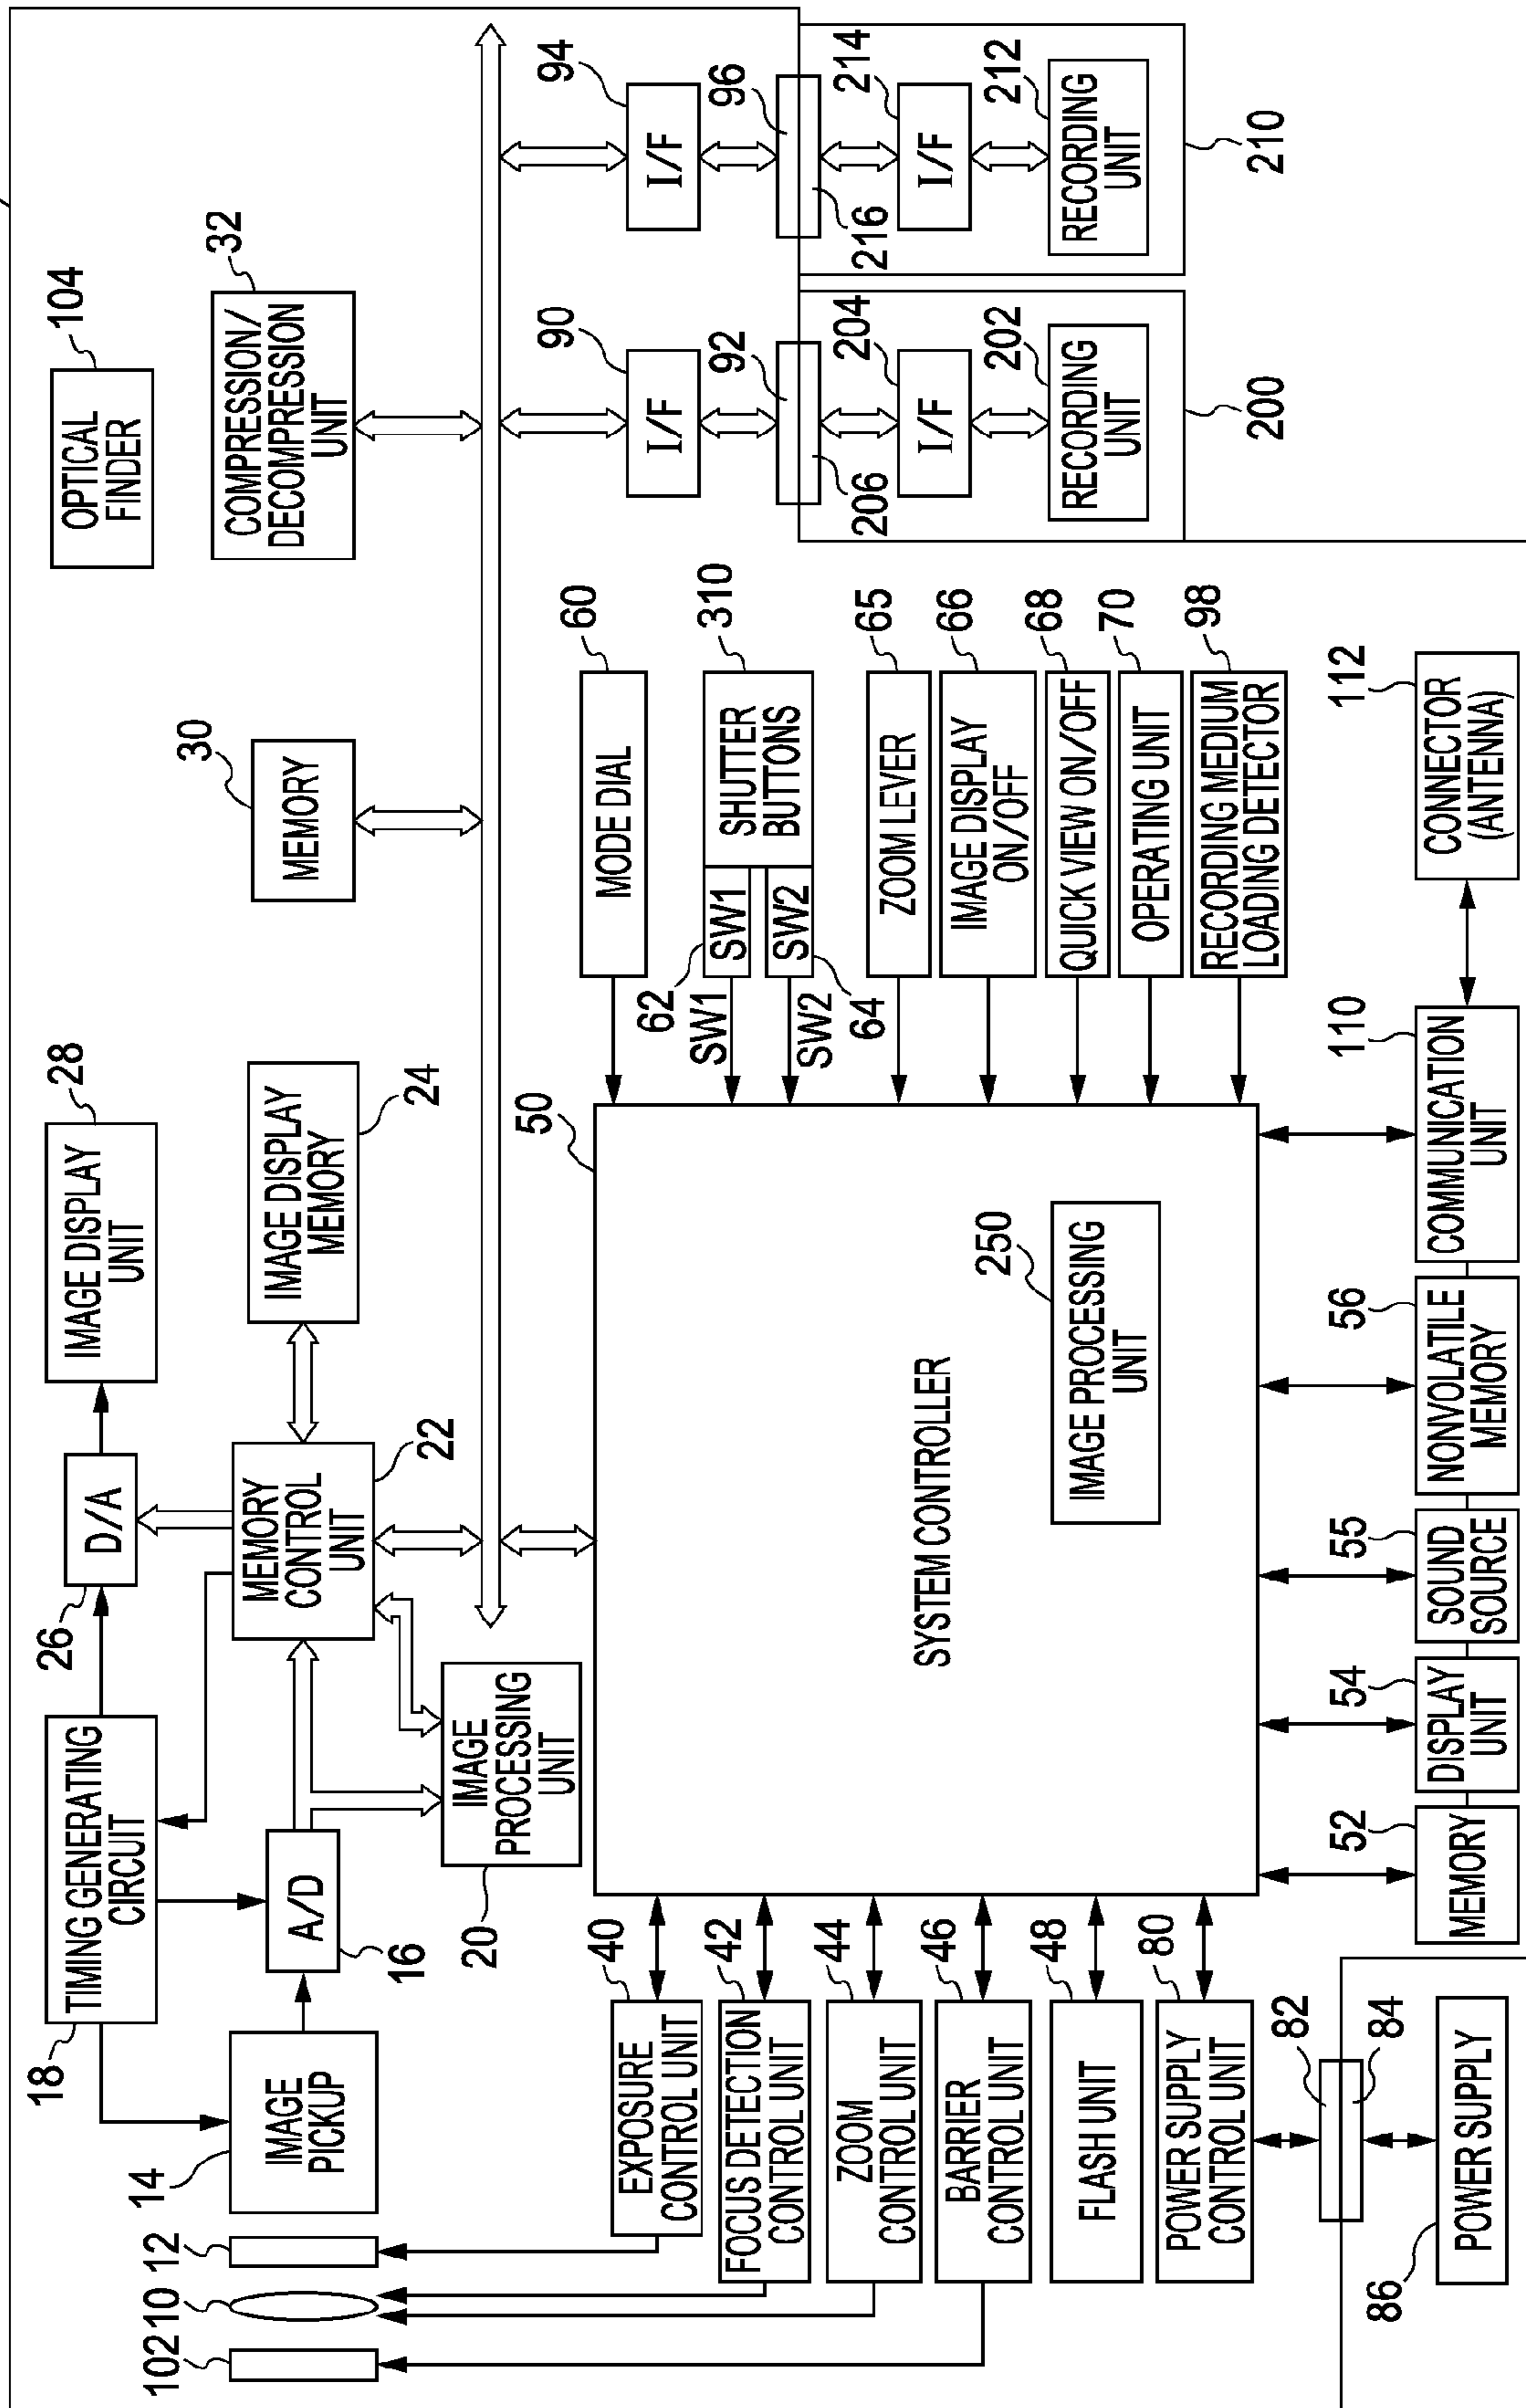 104
OPTICAL
FINDER
32
COMPRESSION/
DECOMPRESSION
UNIT
30
MEMORY
28
IMAGE DISPLAY
UNIT
24
IMAGE DISPLAY
MEMORY
26
D/A
22
MEMORY
CONTROL
UNIT
18
TIMING GENERATING
CIRCUIT
A/D
16
20
IMAGE
PROCESSING
UNIT
14
IMAGE
PICKUP
12
10
102
94
I/F
96
216
214
I/F
212
RECORDING
UNIT
210
90
I/F
92
206
204
I/F
202
RECORDING
UNIT
200
60
MODE DIAL
310
SHUTTER
BUTTONS
62
SW1
SW1
SW2
SW2
64
65
ZOOM LEVER
66
IMAGE DISPLAY
ON/OFF
68
QUICK VIEW ON/OFF
70
OPERATING UNIT
98
RECORDING MEDIUM
LOADING DETECTOR
50
SYSTEM CONTROLLER
250
IMAGE PROCESSING
UNIT
40
EXPOSURE
CONTROL UNIT
42
FOCUS DETECTION
CONTROL UNIT
44
ZOOM
CONTROL UNIT
46
BARRIER
CONTROL UNIT
48
FLASH UNIT
80
POWER SUPPLY
CONTROL UNIT
82
84
86
POWER SUPPLY
52
MEMORY
54
DISPLAY
UNIT
55
SOUND
SOURCE
56
NONVOLATILE
MEMORY
110
COMMUNICATION
UNIT
112
CONNECTOR
(ANTENNA)